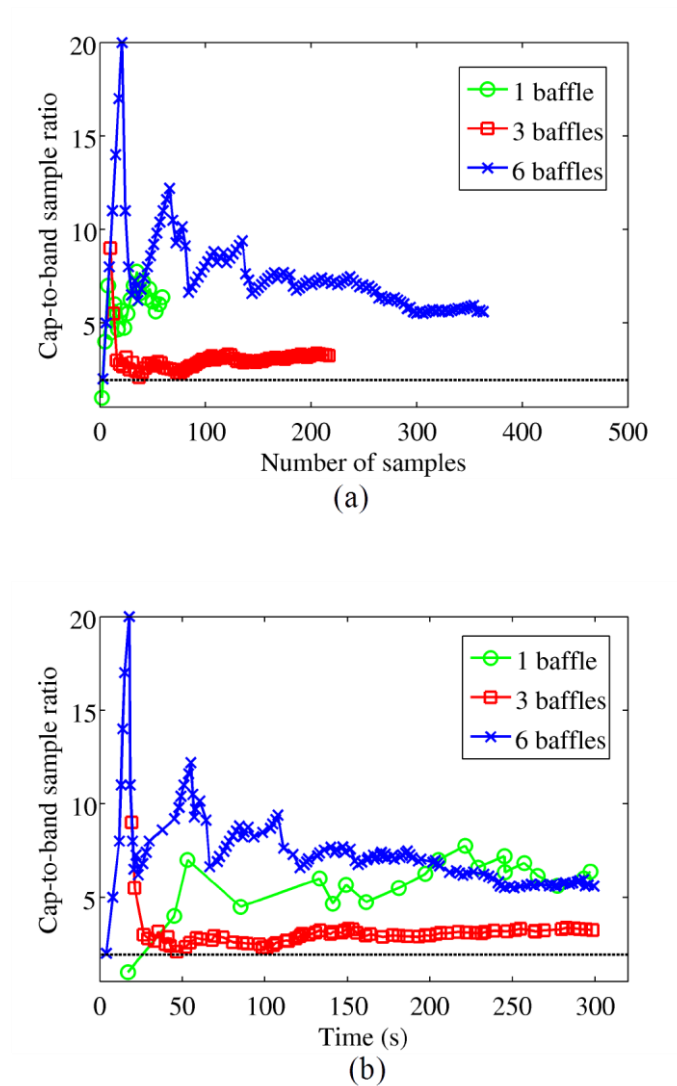 20
15
10
5
Cap-to-band sample ratio
1 baffle
3 baffles
6 baffles
0 100 200 300 400 500
Number of samples
(a)
20
15
10
5
Cap-to-band sample ratio
1 baffle
3 baffles
6 baffles
0 50 100 150 200 250 300
Time (s)
(b)